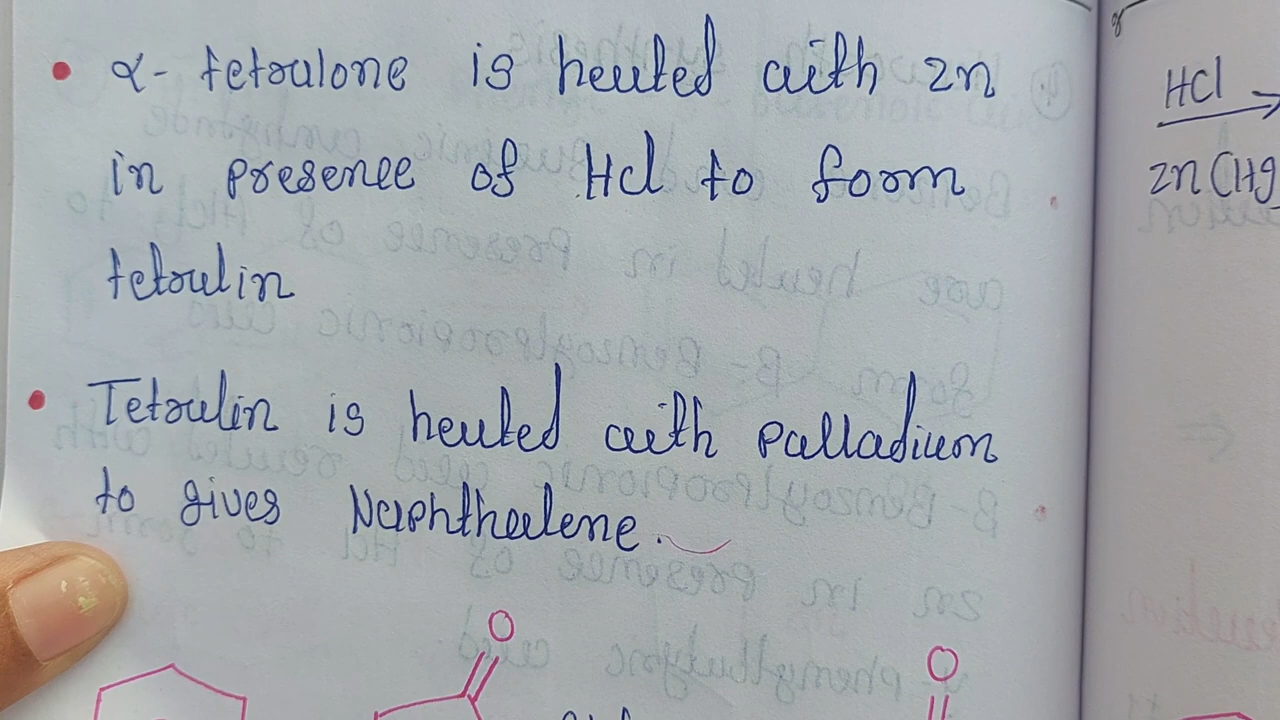 • α- tetralone is heated with zn
in presence of Hcl to form
tetralin
• Tetralin is heated with palladium
to gives Naphthalene.
O
O
HCl
zn(Hg